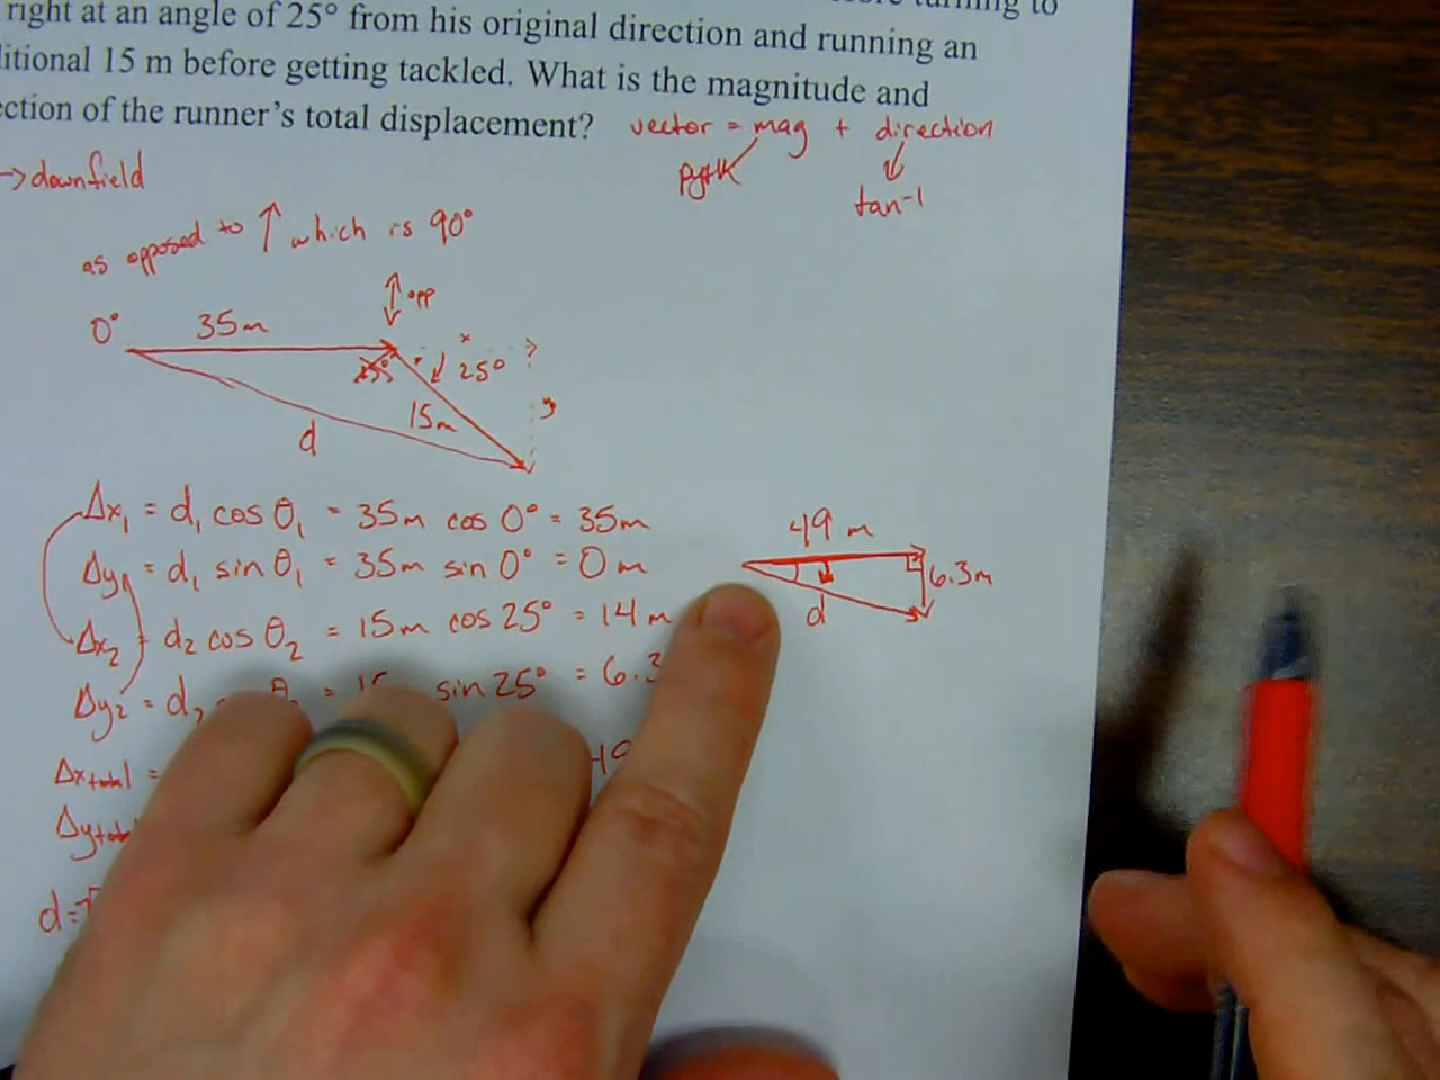 right at an angle of 25° from his original direction and running an
litional 15 m before getting tackled. What is the magnitude and
ection of the runner's total displacement? vector = mag + direction
→ downfield
pyth
tan-1
as opposed to ↑ which is 90°
opp
0° 35m
x
25°
15m
y
d
Δx₁ = d₁ cos θ₁ = 35m cos 0° = 35m
49 m
Δy₁ = d₁ sin θ₁ = 35m sin 0° = 0m
6.3m
d
Δx₂ = d₂ cos θ₂ = 15m cos 25° = 14 m
Δy₂ = d₂ sin 25° = 6.3
Δxtotal = 49
Δytotal
d =